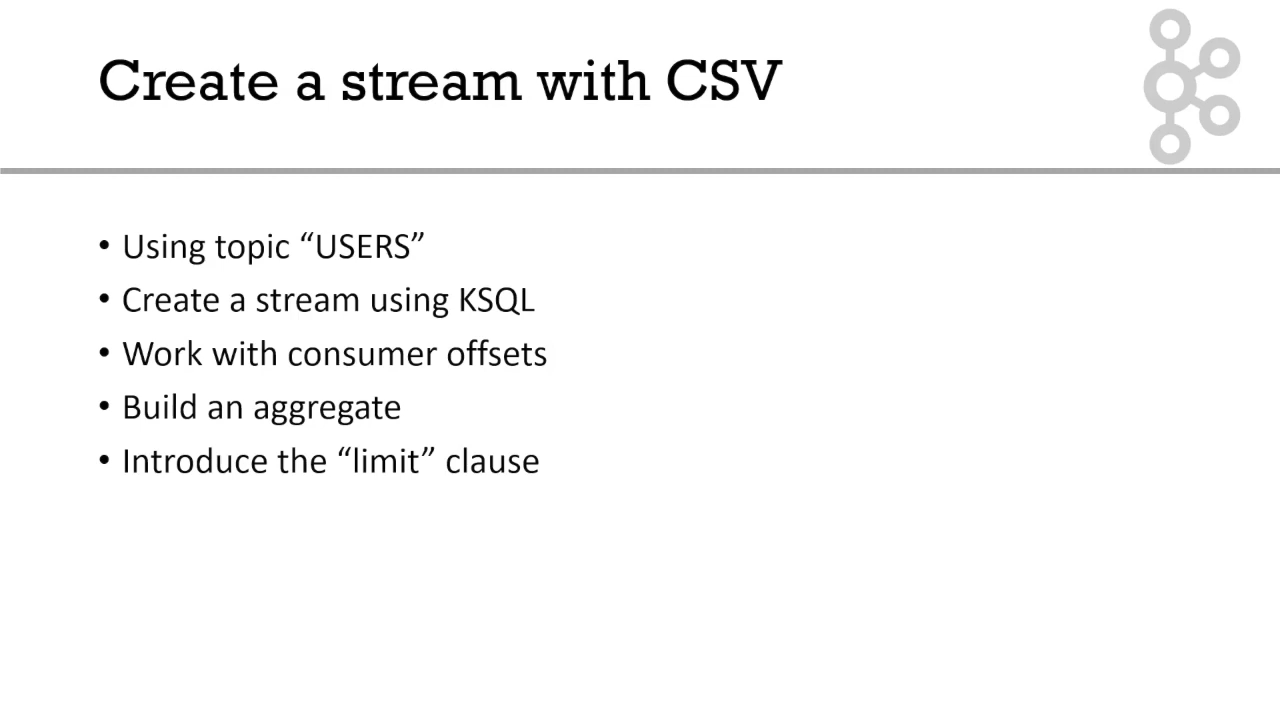 Create a stream with CSV
• Using topic “USERS”
• Create a stream using KSQL
• Work with consumer offsets
• Build an aggregate
• Introduce the “limit” clause